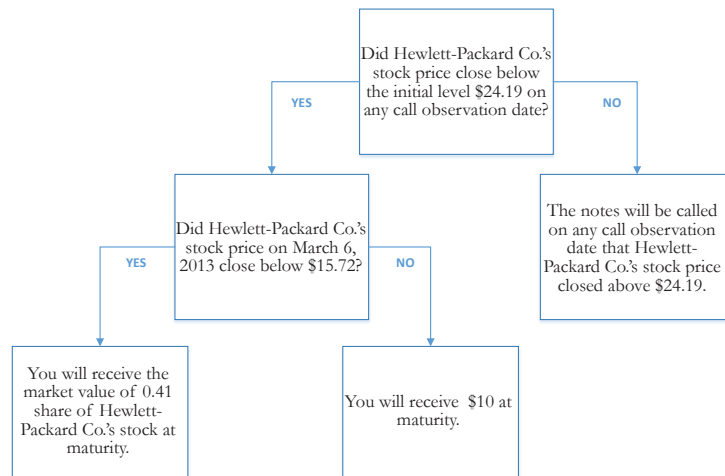 Did Hewlett-Packard Co.'s
stock price close below
the initial level $24.19 on
any call observation date?
YES
NO
Did Hewlett-Packard Co.'s
stock price on March 6,
2013 close below $15.72?
The notes will be called
on any call observation
date that Hewlett-
Packard Co.'s stock price
closed above $24.19.
YES
NO
You will receive the
market value of 0.41
share of Hewlett-
Packard Co.'s stock at
maturity.
You will receive $10 at
maturity.